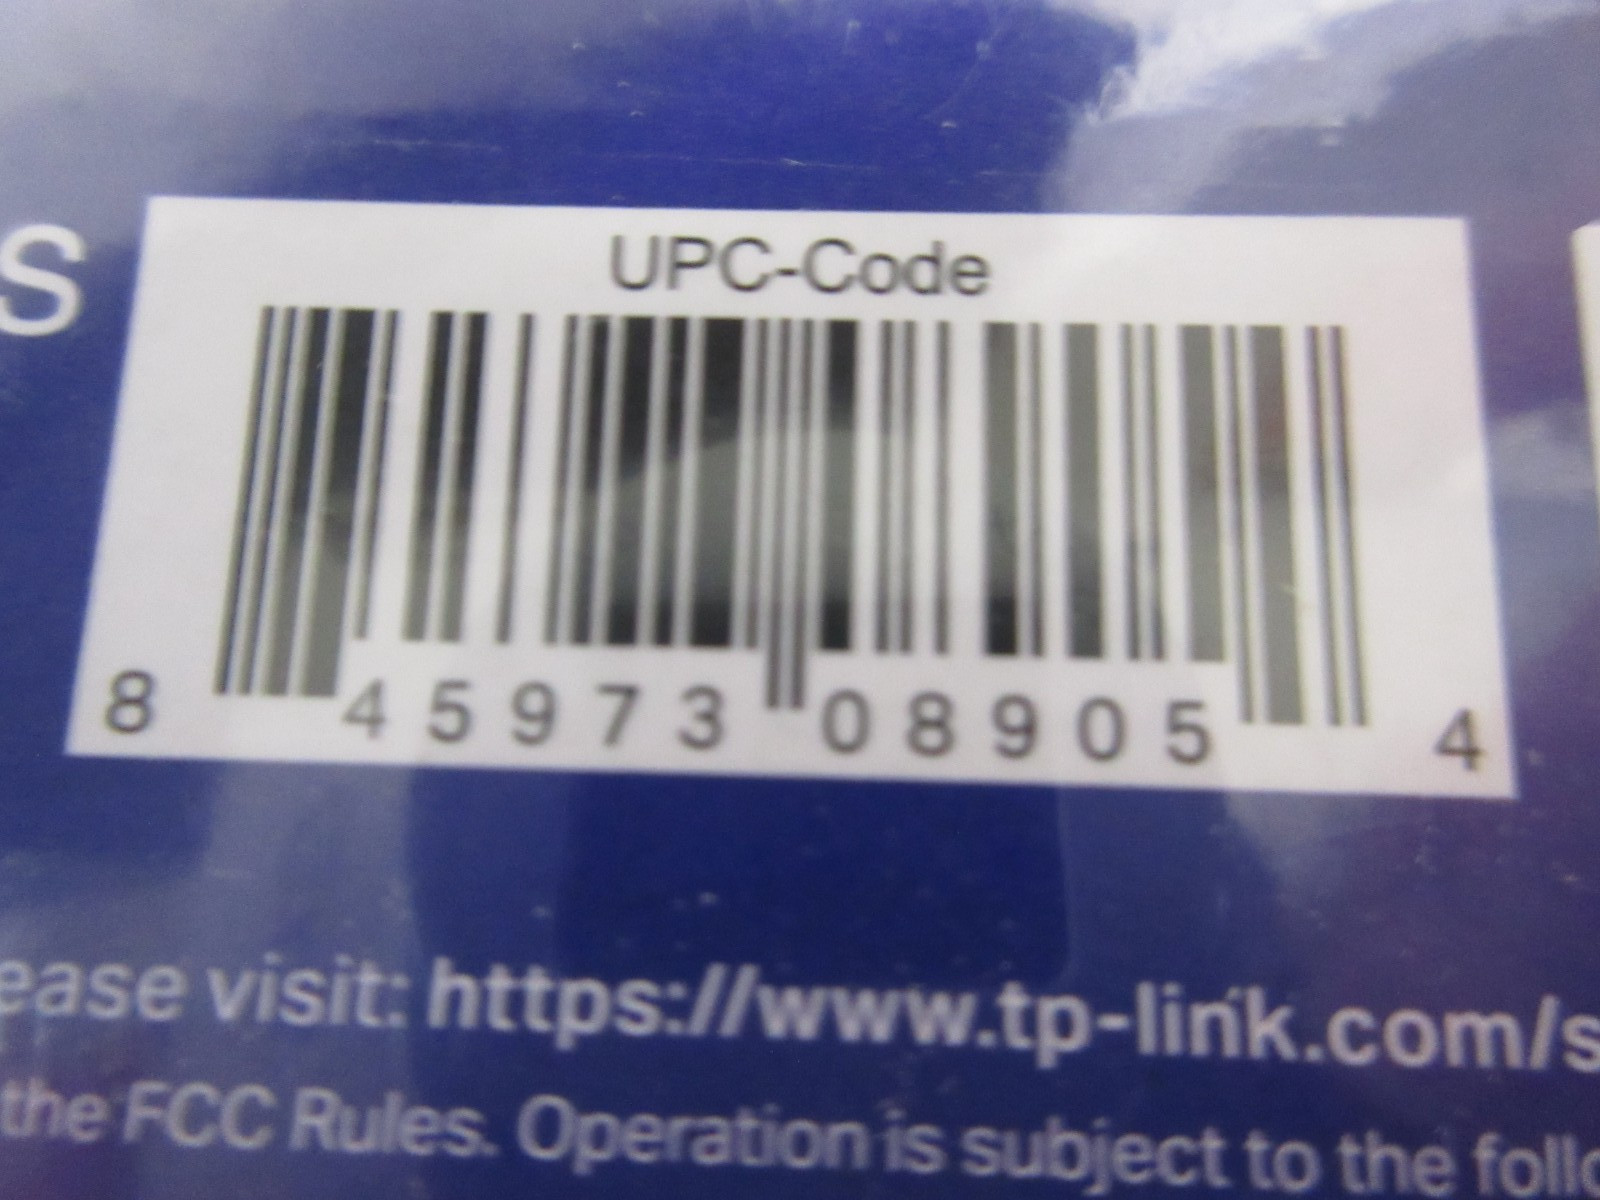 S
UPC-Code
8 45973 08905 4
ease visit: https://www.tp-link.com/s
the FCC Rules. Operation is subject to the follo